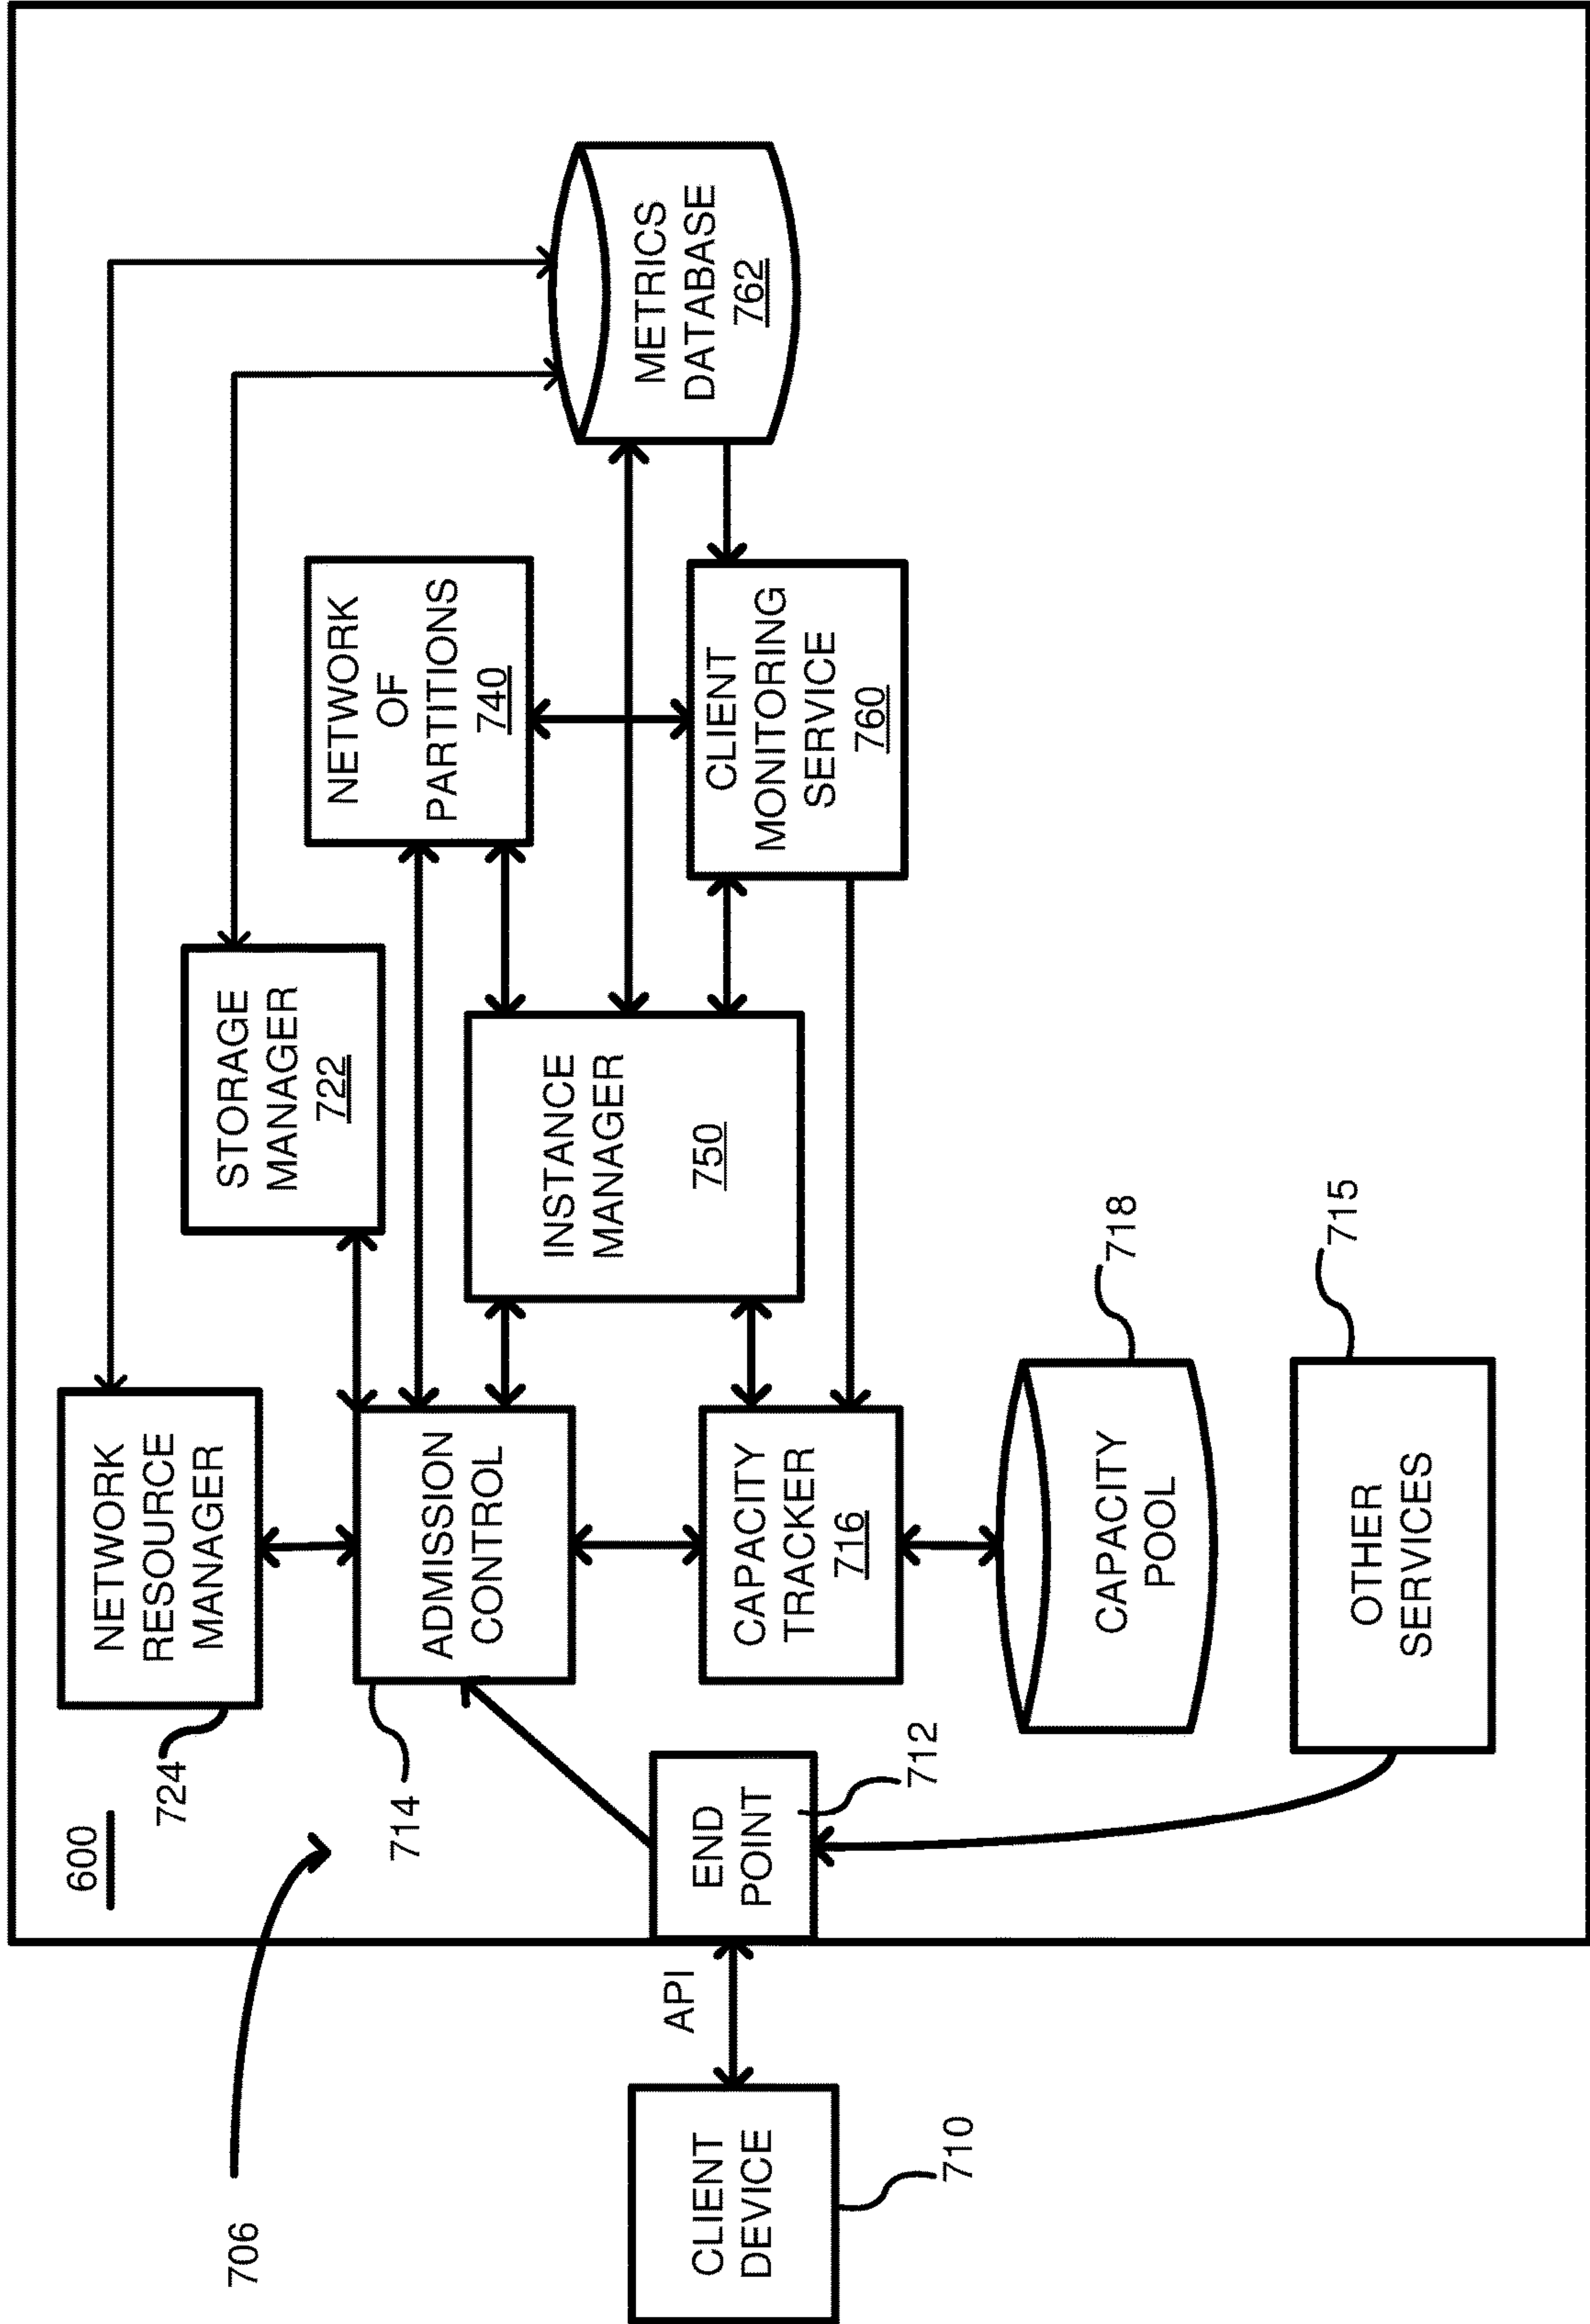 600
706
724
NETWORK
RESOURCE
MANAGER
STORAGE
MANAGER
722
NETWORK
OF
PARTITIONS
740
714
ADMISSION
CONTROL
INSTANCE
MANAGER
750
METRICS
DATABASE
762
CLIENT
DEVICE
710
API
END
POINT
712
CAPACITY
TRACKER
716
CLIENT
MONITORING
SERVICE
760
CAPACITY
POOL
718
OTHER
SERVICES
715